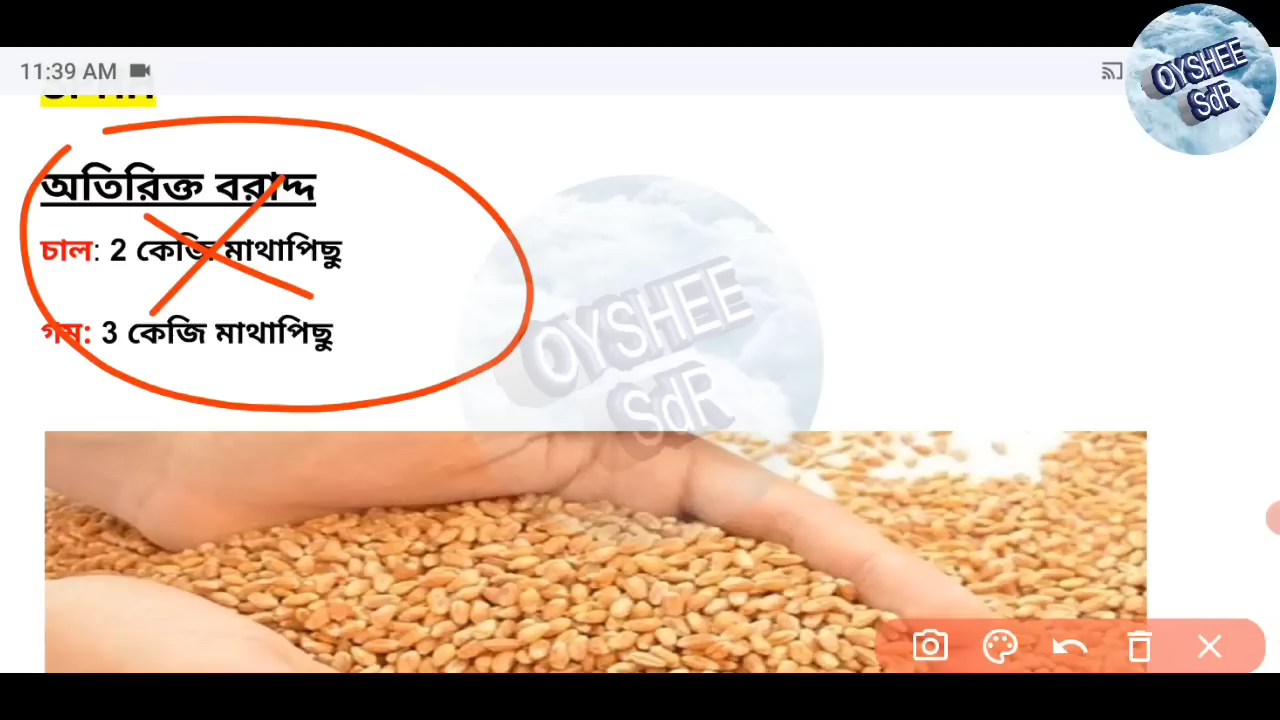 11:39 AM
OYSHEE
SdR
অতিরিক্ত বরাদ্দ
চাল: 2 কেজি মাথাপিছু
গম: 3 কেজি মাথাপিছু
OYSHEE
SdR